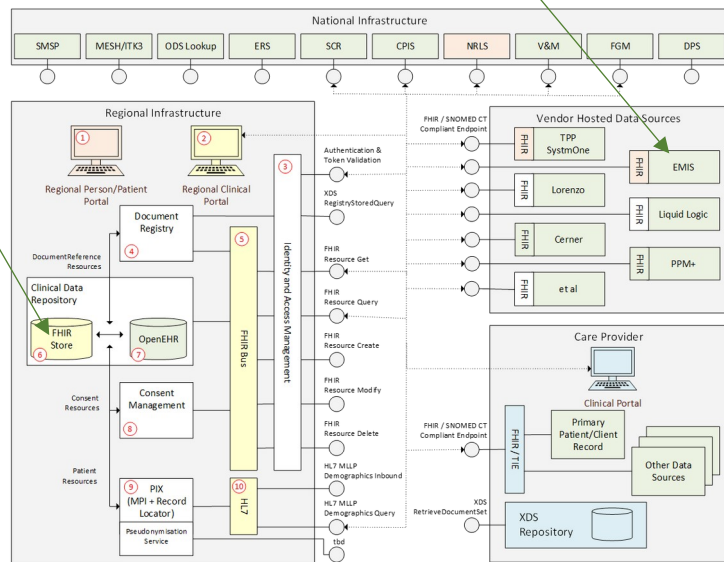 National Infrastructure
SMSP
MESH/ITK3
ODS Lookup
ERS
SCR
CPIS
NRLS
V&M
FGM
DPS
Regional Infrastructure
1
2
Regional Person/Patient
Portal
Regional Clinical
Portal
3
Identity and Access Management
Document
Registry
4
5
FHIR Bus
DocumentReference
Resources
Clinical Data
Repository
FHIR
Store
6
OpenEHR
7
Consent
Resources
Consent
Management
8
Patient
Resources
9
PIX
(MPI + Record
Locator)
Pseudonymisation
Service
10
HL7
Authentication &
Token Validation
XDS
RegistryStoredQuery
FHIR
Resource Get
FHIR
Resource Query
FHIR
Resource Create
FHIR
Resource Modify
FHIR
Resource Delete
HL7 MLLP
Demographics Inbound
HL7 MLLP
Demographics Query
tbd
FHIR / SNOMED CT
Compliant Endpoint
Vendor Hosted Data Sources
FHIR
TPP
SystmOne
FHIR
EMIS
FHIR
Lorenzo
FHIR
Liquid Logic
FHIR
Cerner
FHIR
PPM+
FHIR
et al
Care Provider
Clinical Portal
FHIR / SNOMED CT
Compliant Endpoint
FHIR / TIE
Primary
Patient/Client
Record
Other Data
Sources
XDS
RetrieveDocumentSet
XDS
Repository